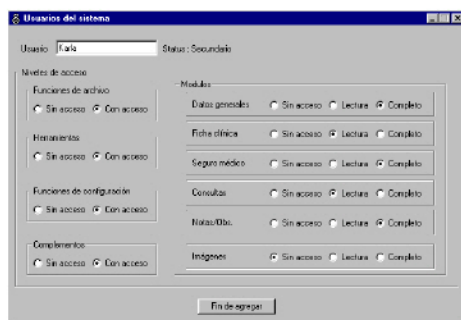 Usuarios del sistema
Usuario Karla Status : Secundario
Niveles de acceso
Funciones de archivo
Sin acceso Con acceso
Herramientas
Sin acceso Con acceso
Funciones de configuración
Sin acceso Con acceso
Complementos
Sin acceso Con acceso
Modulos
Datos generales Sin acceso Lectura Completo
Ficha clínica Sin acceso Lectura Completo
Seguro médico Sin acceso Lectura Completo
Consultas Sin acceso Lectura Completo
Notas/Obs. Sin acceso Lectura Completo
Imágenes Sin acceso Lectura Completo
Fin de agregar